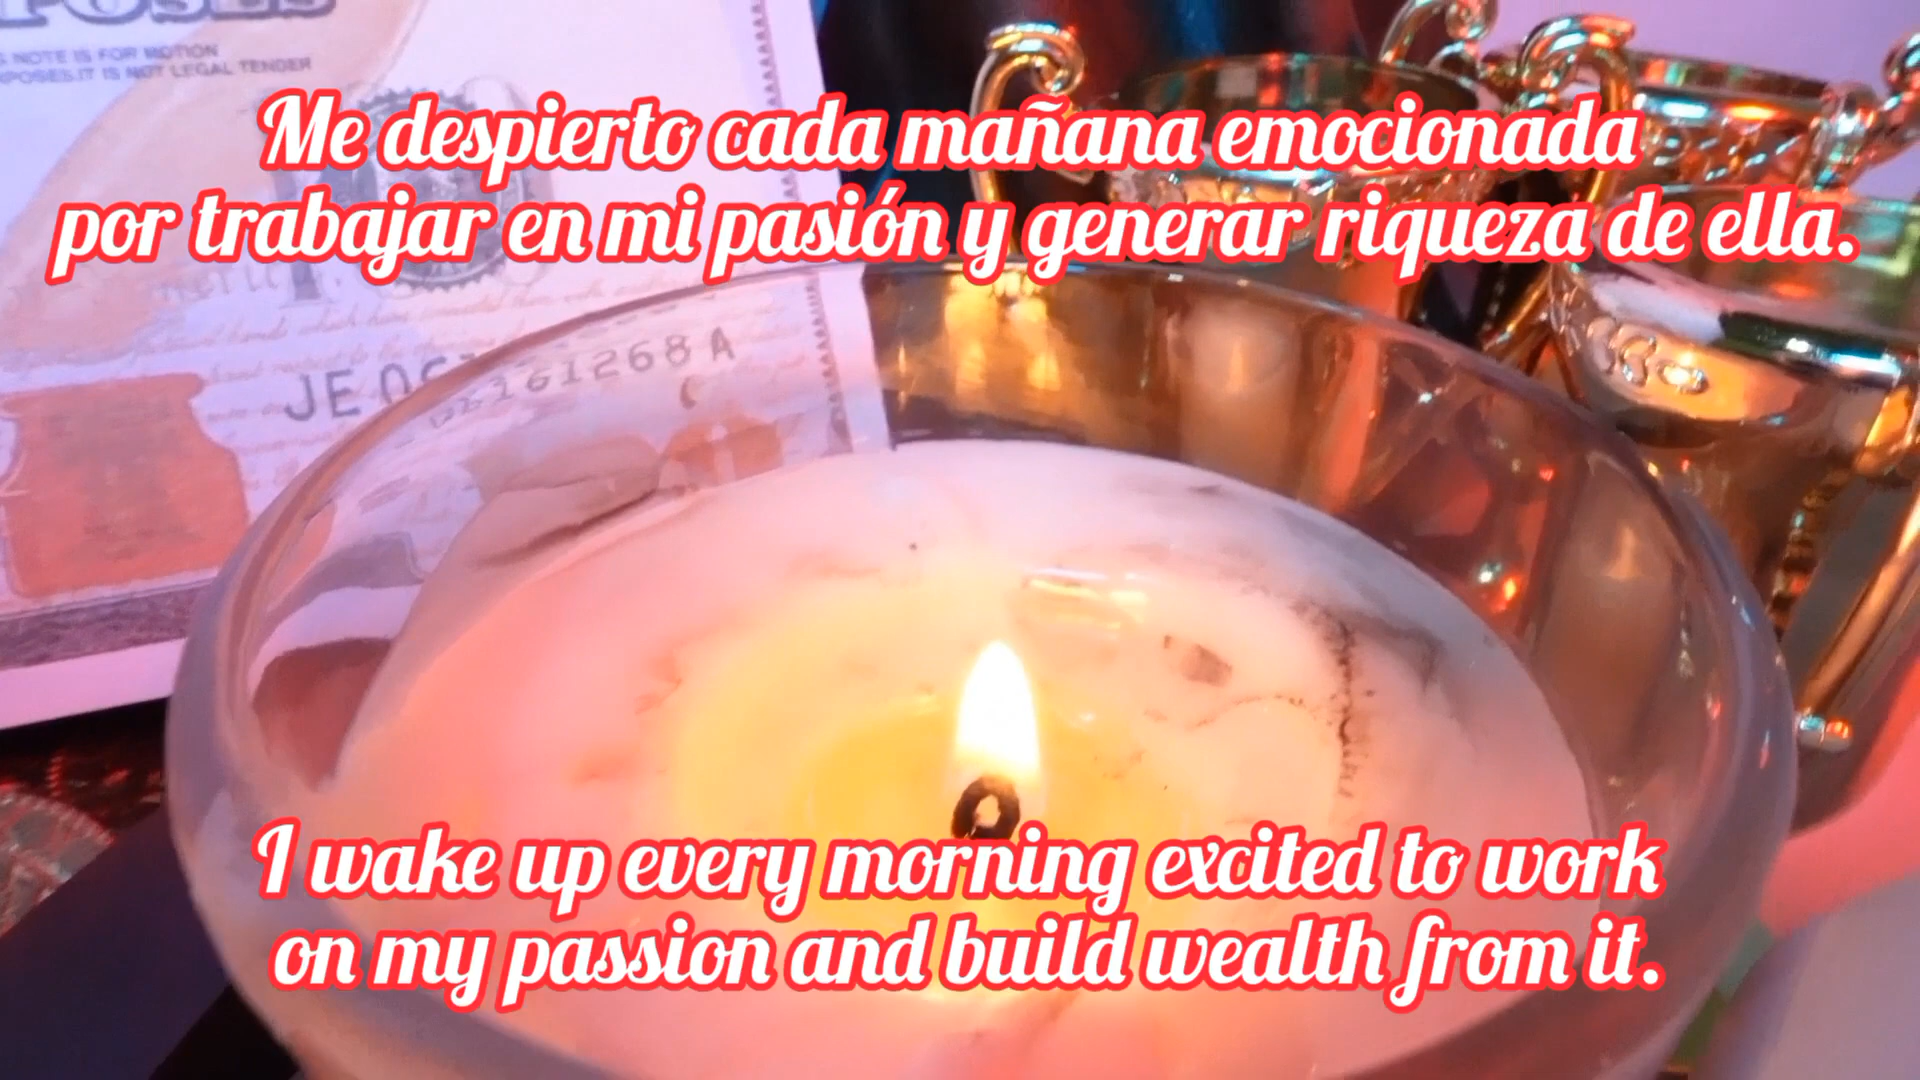 POSES
NOTE IS FOR MOTION
IT IS NOT LEGAL TENDER
Me despierto cada mañana emocionada
por trabajar en mi pasión y generar riqueza de ella.
JE
161268 A
I wake up every morning excited to work
on my passion and build wealth from it.